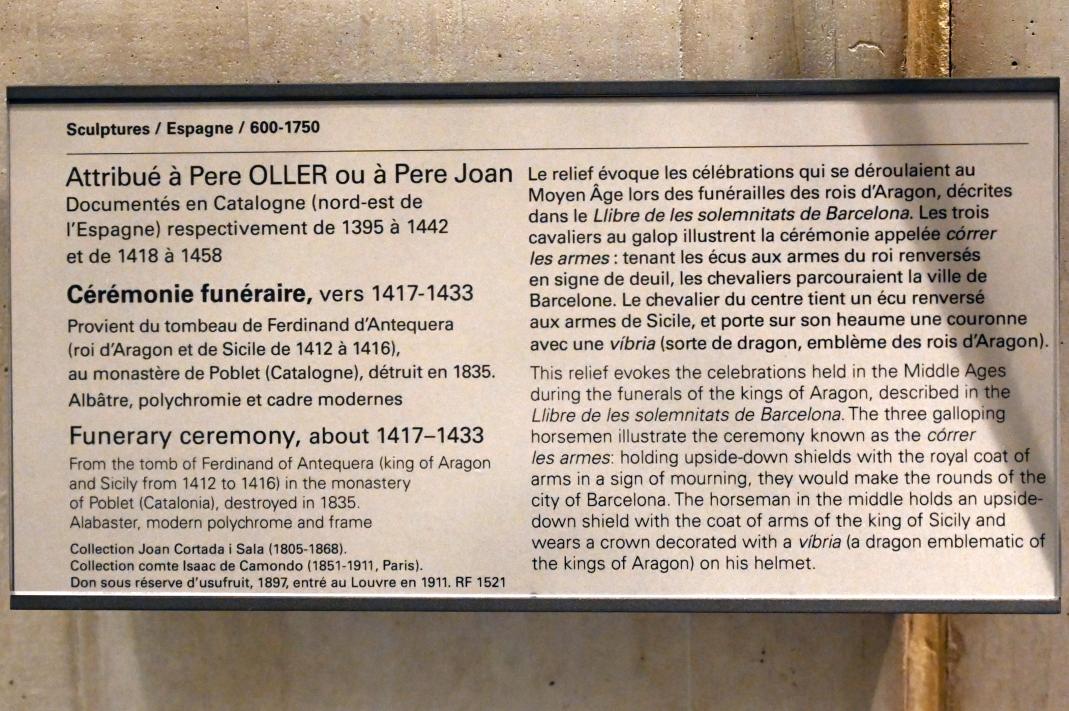 Sculptures / Espagne / 600-1750
Attribué à Pere OLLER ou à Pere Joan
Documentés en Catalogne (nord-est de
l'Espagne) respectivement de 1395 à 1442
et de 1418 à 1458
Cérémonie funéraire, vers 1417-1433
Provient du tombeau de Ferdinand d'Antequera
(roi d'Aragon et de Sicile de 1412 à 1416),
au monastère de Poblet (Catalogne), détruit en 1835.
Albâtre, polychromie et cadre modernes
Funerary ceremony, about 1417–1433
From the tomb of Ferdinand of Antequera (king of Aragon
and Sicily from 1412 to 1416) in the monastery
of Poblet (Catalonia), destroyed in 1835.
Alabaster, modern polychrome and frame
Collection Joan Cortada i Sala (1805-1868).
Collection comte Isaac de Camondo (1851-1911, Paris).
Don sous réserve d'usufruit, 1897, entré au Louvre en 1911. RF 1521
Le relief évoque les célébrations qui se déroulaient au
Moyen Âge lors des funérailles des rois d'Aragon, décrites
dans le Llibre de les solemnitats de Barcelona. Les trois
cavaliers au galop illustrent la cérémonie appelée córrer
les armes : tenant les écus aux armes du roi renversés
en signe de deuil, les chevaliers parcouraient la ville de
Barcelone. Le chevalier du centre tient un écu renversé
aux armes de Sicile, et porte sur son heaume une couronne
avec une víbria (sorte de dragon, emblème des rois d'Aragon).
This relief evokes the celebrations held in the Middle Ages
during the funerals of the kings of Aragon, described in the
Llibre de les solemnitats de Barcelona. The three galloping
horsemen illustrate the ceremony known as the córrer
les armes: holding upside-down shields with the royal coat of
arms in a sign of mourning, they would make the rounds of the
city of Barcelona. The horseman in the middle holds an upside-
down shield with the coat of arms of the king of Sicily and
wears a crown decorated with a víbria (a dragon emblematic of
the kings of Aragon) on his helmet.